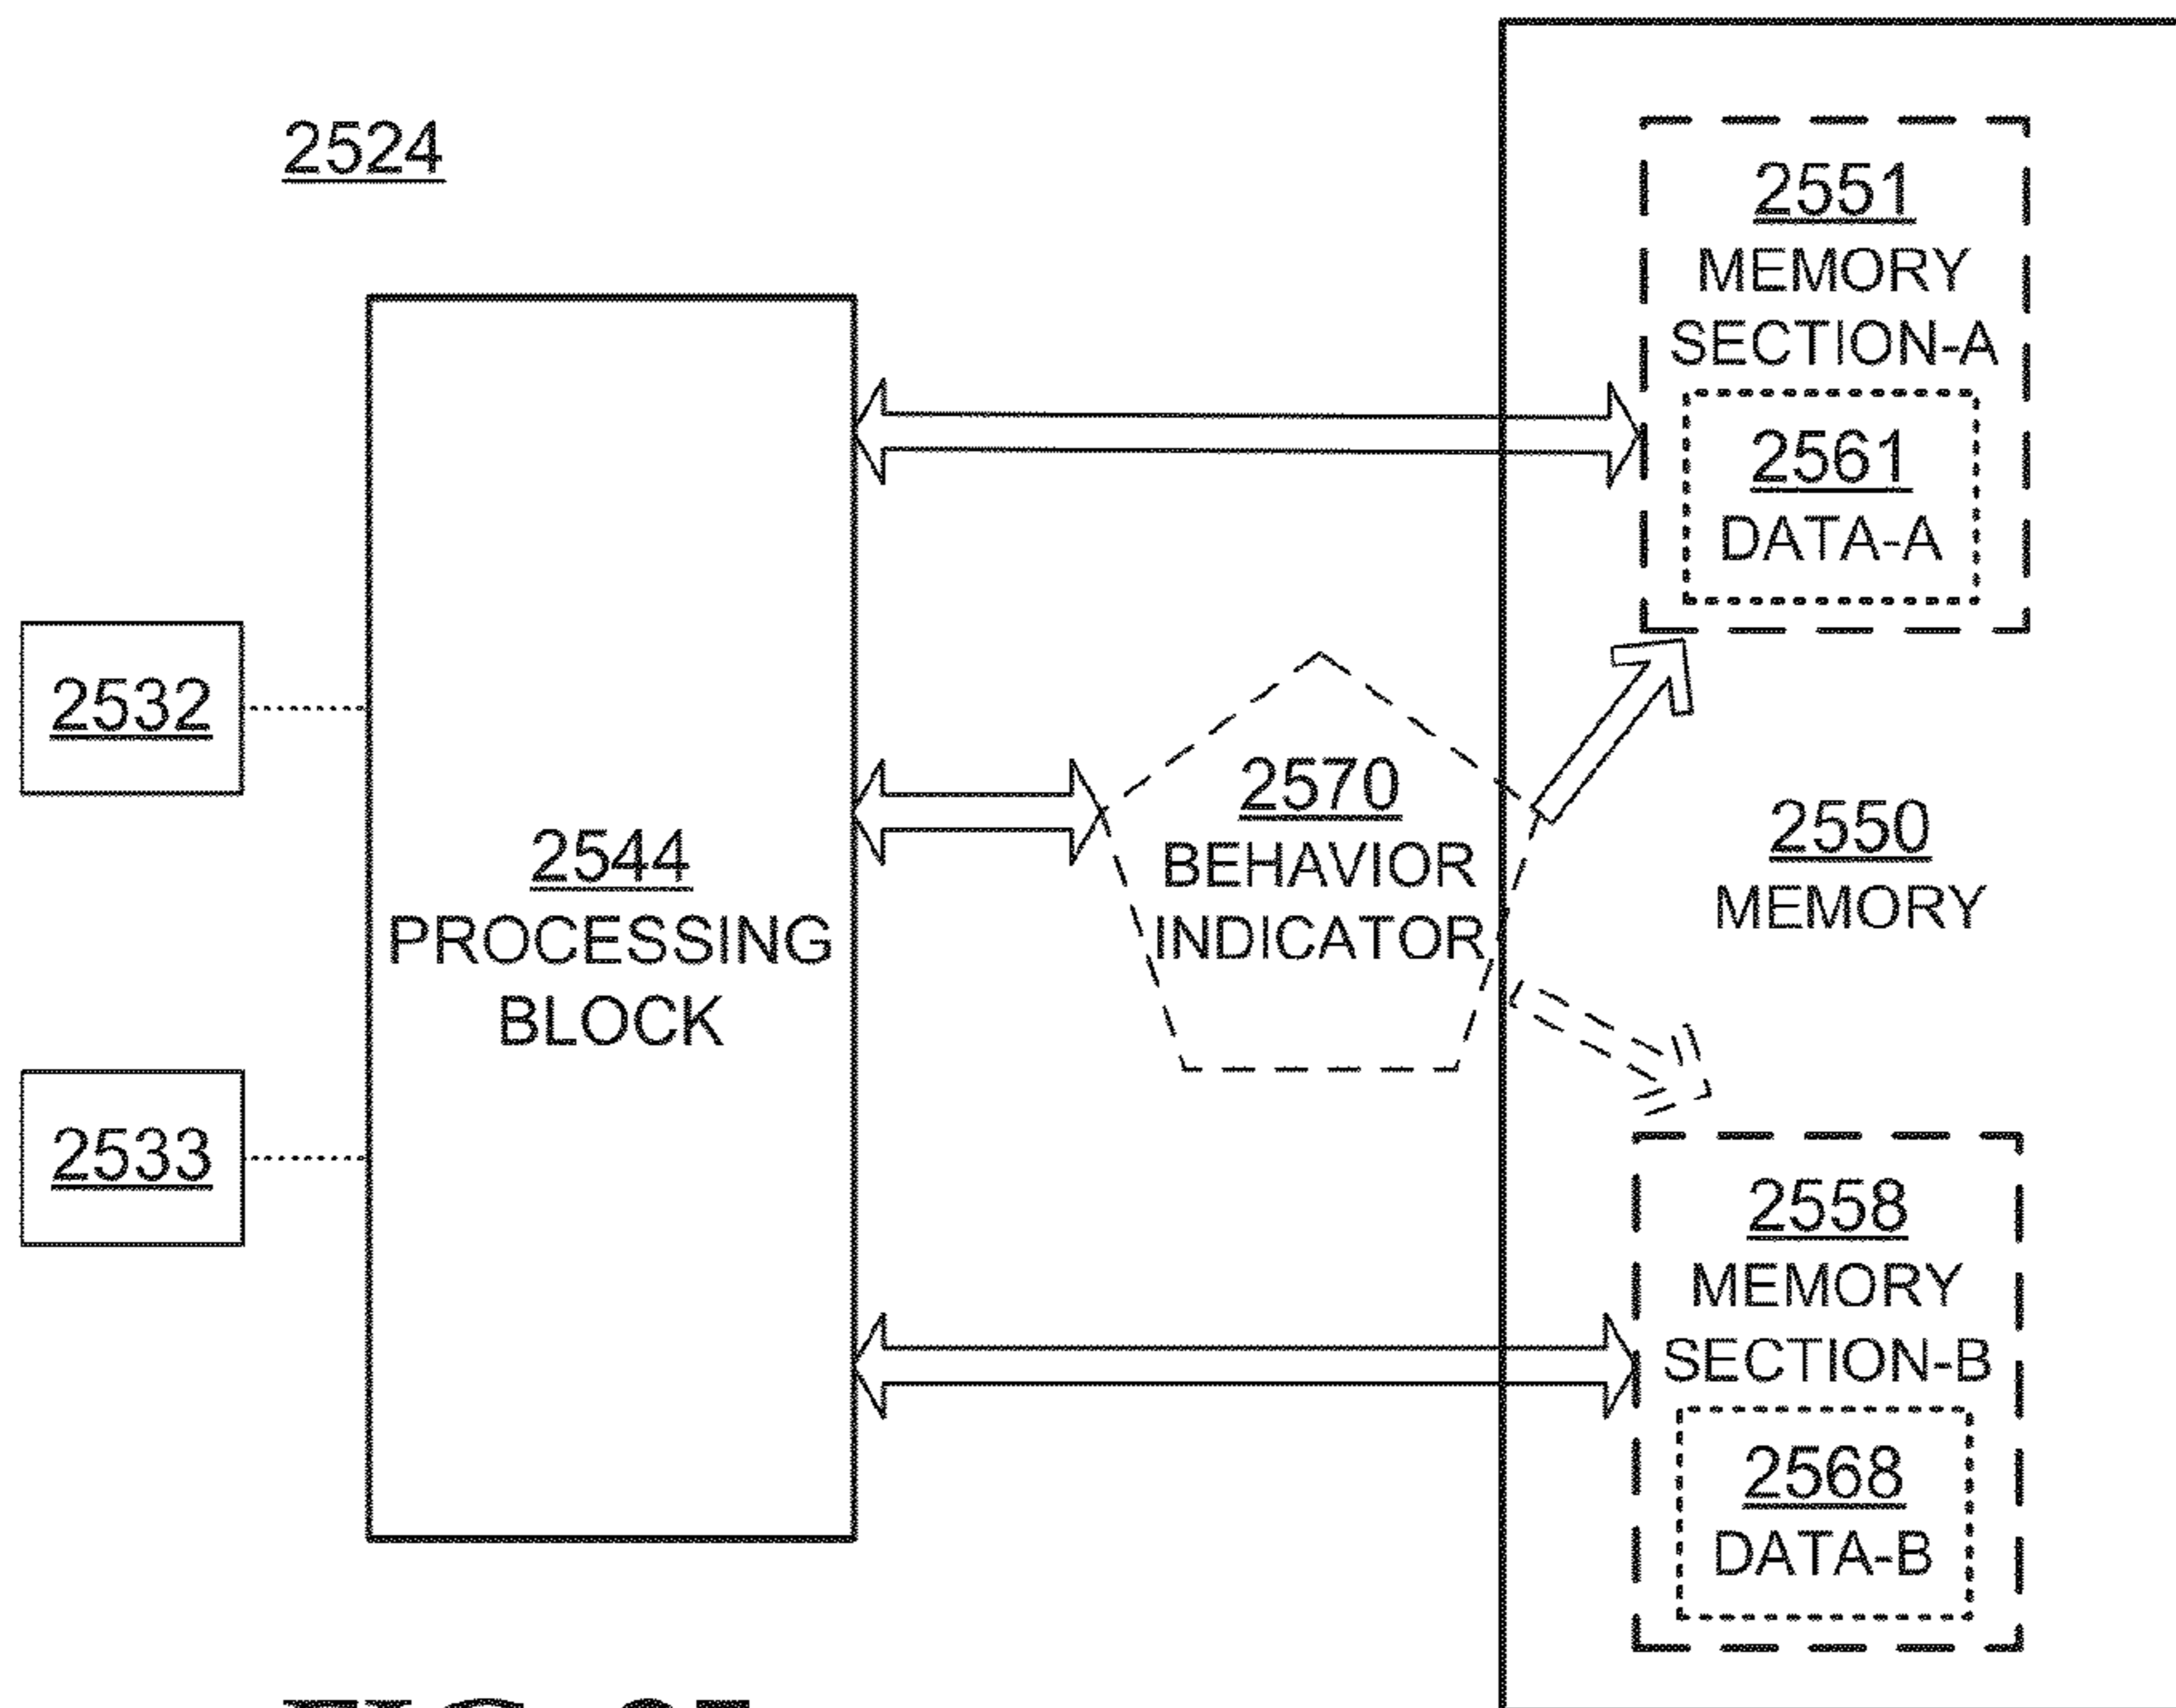 2524
2551
MEMORY
SECTION-A
2561
DATA-A
2532
2570
BEHAVIOR
INDICATOR
2550
MEMORY
2544
PROCESSING
BLOCK
2533
2558
MEMORY
SECTION-B
2568
DATA-B